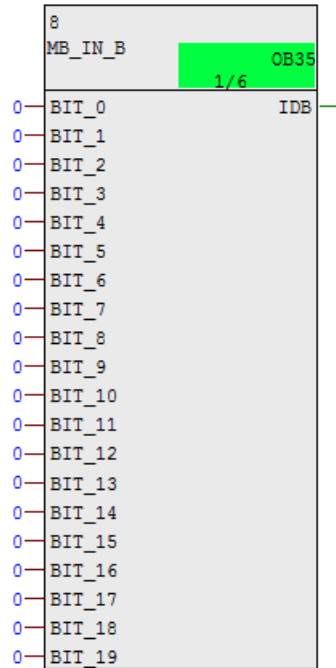 8
MB_IN_B
OB35
1/6
0 BIT_0 IDB
0 BIT_1
0 BIT_2
0 BIT_3
0 BIT_4
0 BIT_5
0 BIT_6
0 BIT_7
0 BIT_8
0 BIT_9
0 BIT_10
0 BIT_11
0 BIT_12
0 BIT_13
0 BIT_14
0 BIT_15
0 BIT_16
0 BIT_17
0 BIT_18
0 BIT_19